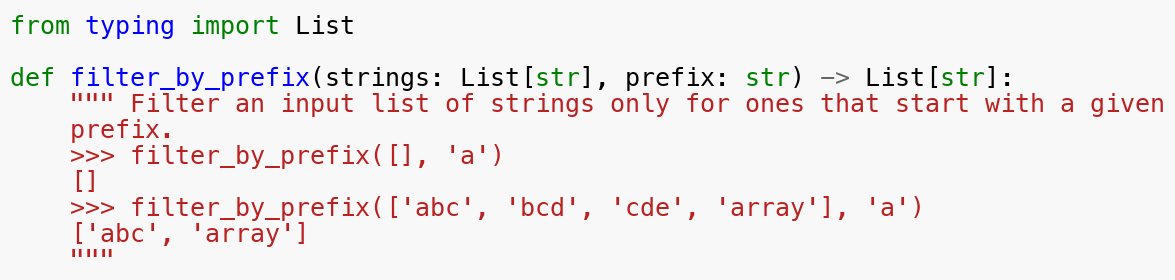 from typing import List
def filter_by_prefix(strings: List[str], prefix: str) -> List[str]:
    """ Filter an input list of strings only for ones that start with a given
    prefix.
    >>> filter_by_prefix([], 'a')
    []
    >>> filter_by_prefix(['abc', 'bcd', 'cde', 'array'], 'a')
    ['abc', 'array']
    """